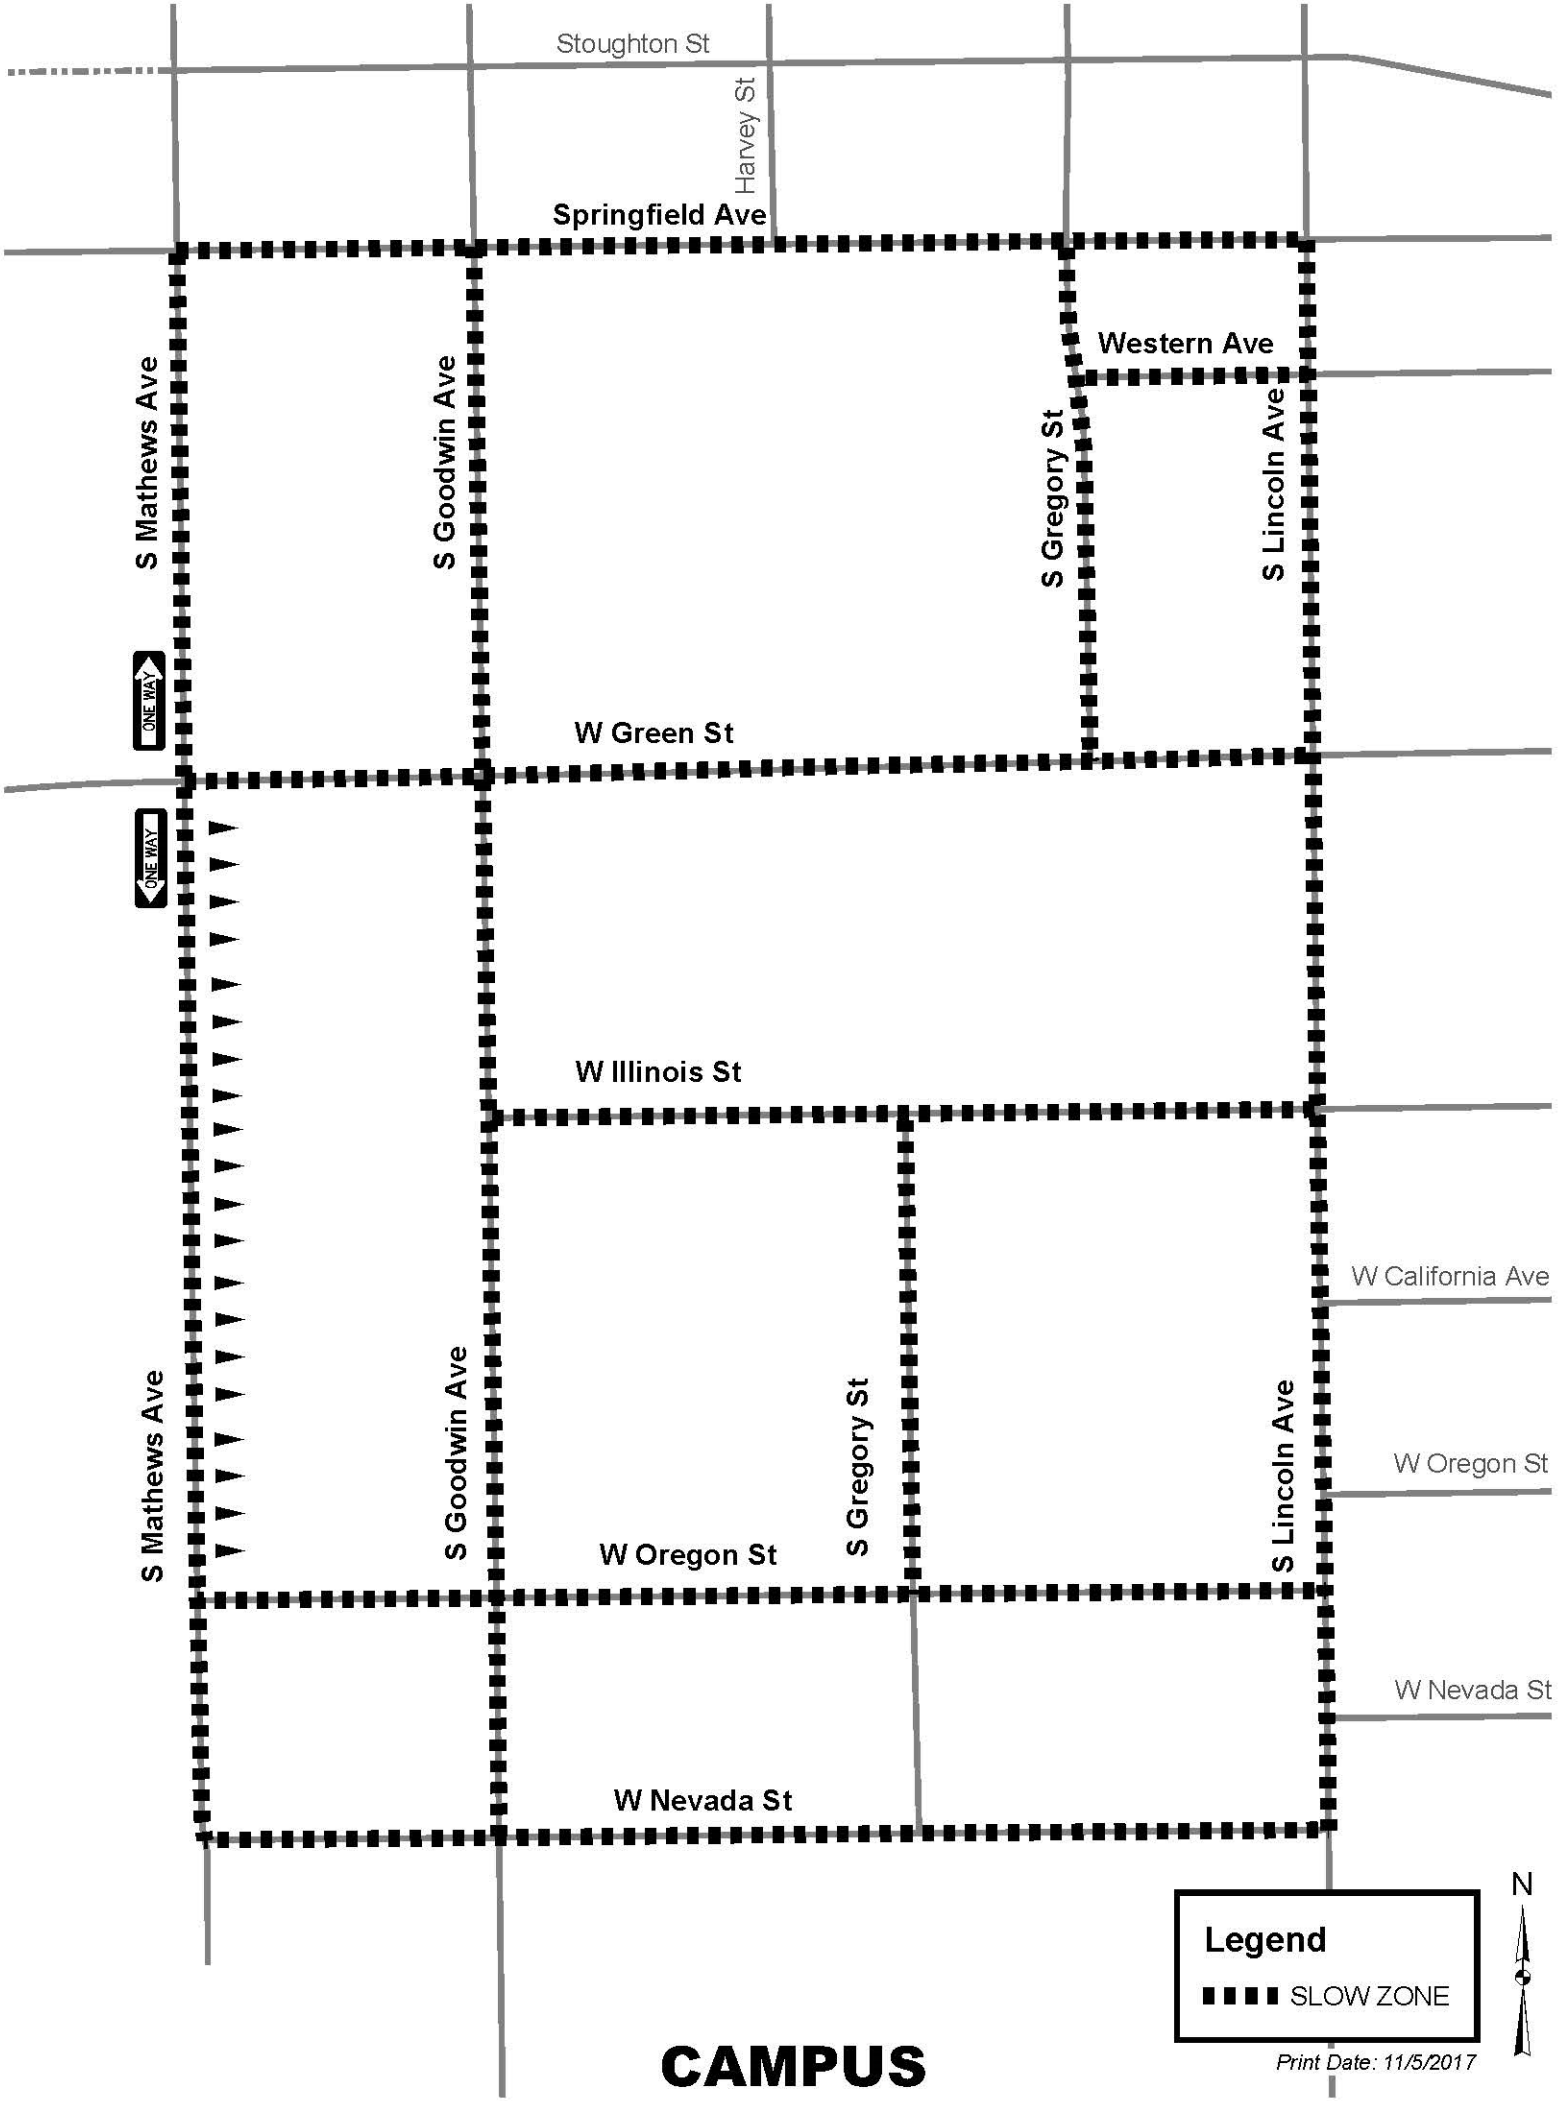 Stoughton St
Harvey St
Springfield Ave
Western Ave
S Mathews Ave
S Goodwin Ave
S Gregory St
S Lincoln Ave
ONE WAY
W Green St
ONE WAY
W Illinois St
W California Ave
S Mathews Ave
S Goodwin Ave
S Gregory St
S Lincoln Ave
W Oregon St
W Oregon St
W Nevada St
W Nevada St
N
Legend
SLOW ZONE
CAMPUS
Print Date: 11/5/2017